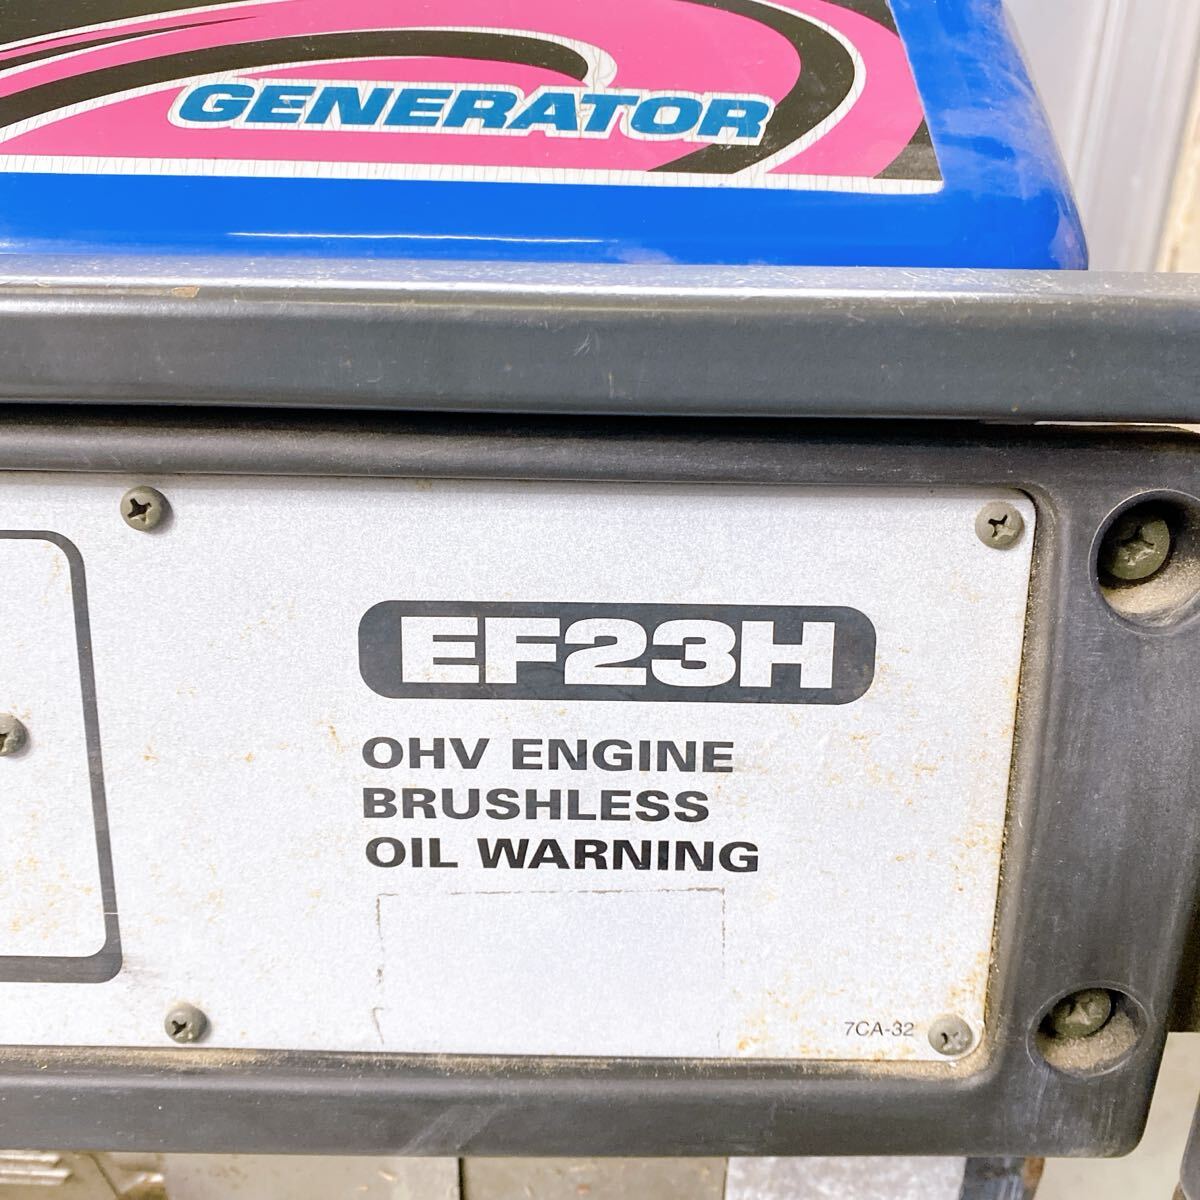 GENERATOR
EF23H
OHV ENGINE
BRUSHLESS
OIL WARNING
7CA-32